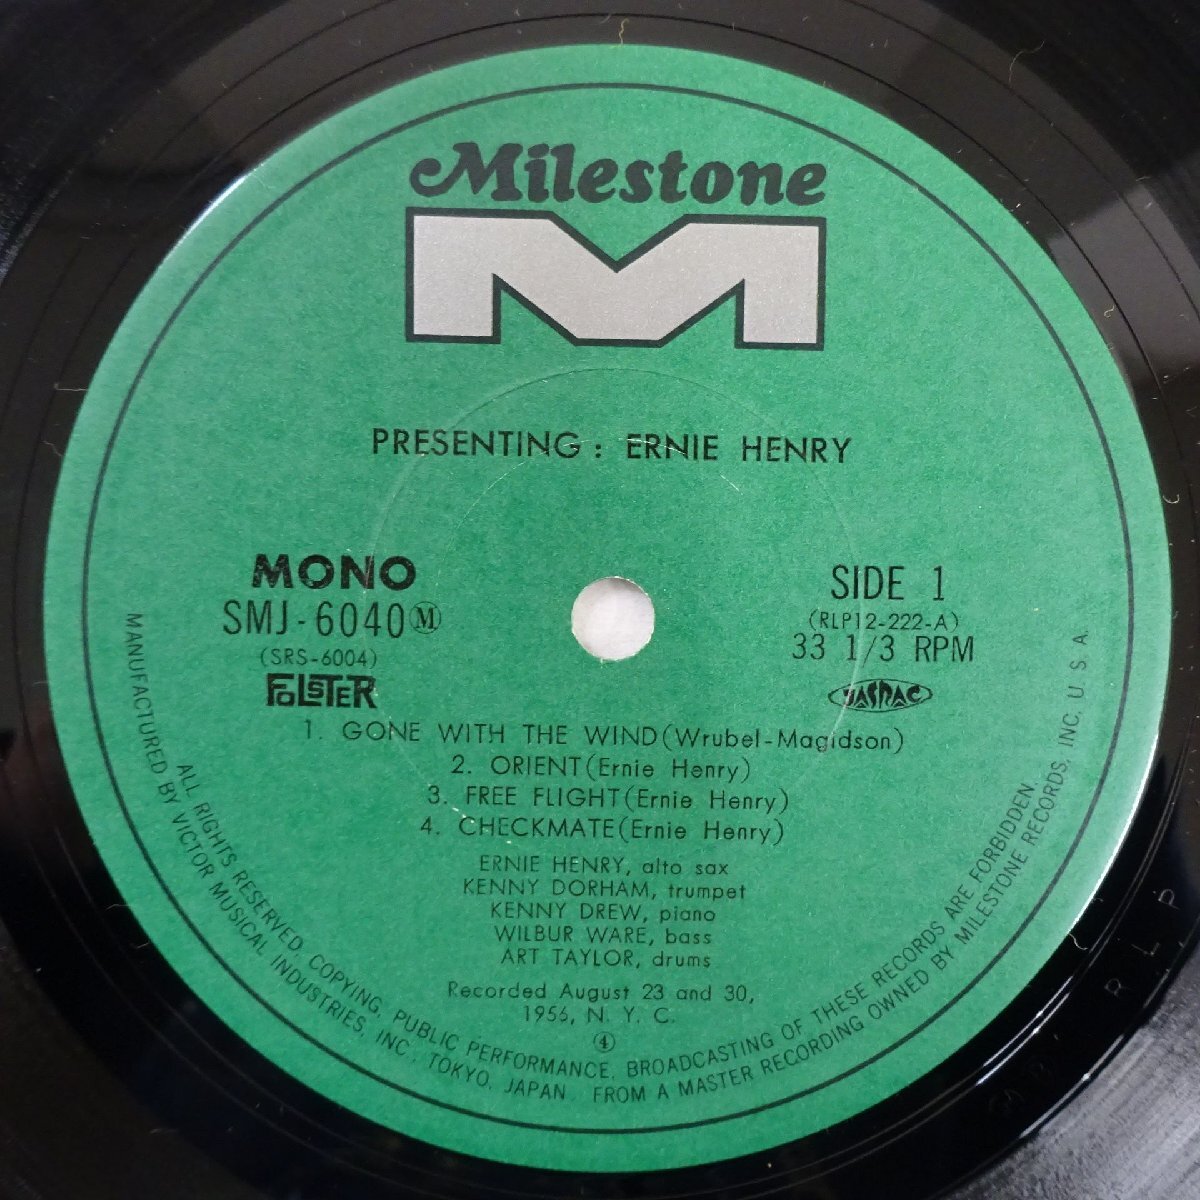 Milestone
M
PRESENTING : ERNIE HENRY
MONO
SMJ-6040Ⓜ
(SRS-6004)
FOLSTER
SIDE 1
(RLP12-222-A)
33 1/3 RPM
JASRAC
1. GONE WITH THE WIND (Wrubel-Magidson)
2. ORIENT (Ernie Henry)
3. FREE FLIGHT (Ernie Henry)
4. CHECKMATE (Ernie Henry)
ERNIE HENRY, alto sax
KENNY DORHAM, trumpet
KENNY DREW, piano
WILBUR WARE, bass
ART TAYLOR, drums
Recorded August 23 and 30,
1956, N. Y. C.
④
ALL RIGHTS RESERVED. COPYING, PUBLIC PERFORMANCE, BROADCASTING OF THESE RECORDS ARE FORBIDDEN.
MANUFACTURED BY VICTOR MUSICAL INDUSTRIES, INC., TOKYO, JAPAN. FROM A MASTER RECORDING OWNED BY MILESTONE RECORDS, INC. U. S. A.
R L P